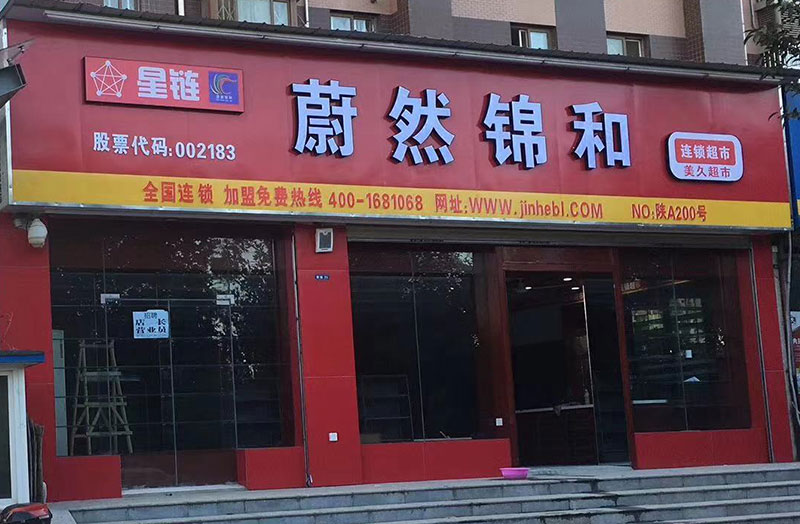 星链
蔚然锦和
股票代码:002183
连锁超市
美久超市
全国连锁 加盟免费热线 400-1681068 网址:WWW.jinhebl.COM NO:陕A200号
招聘
店 长
营业员